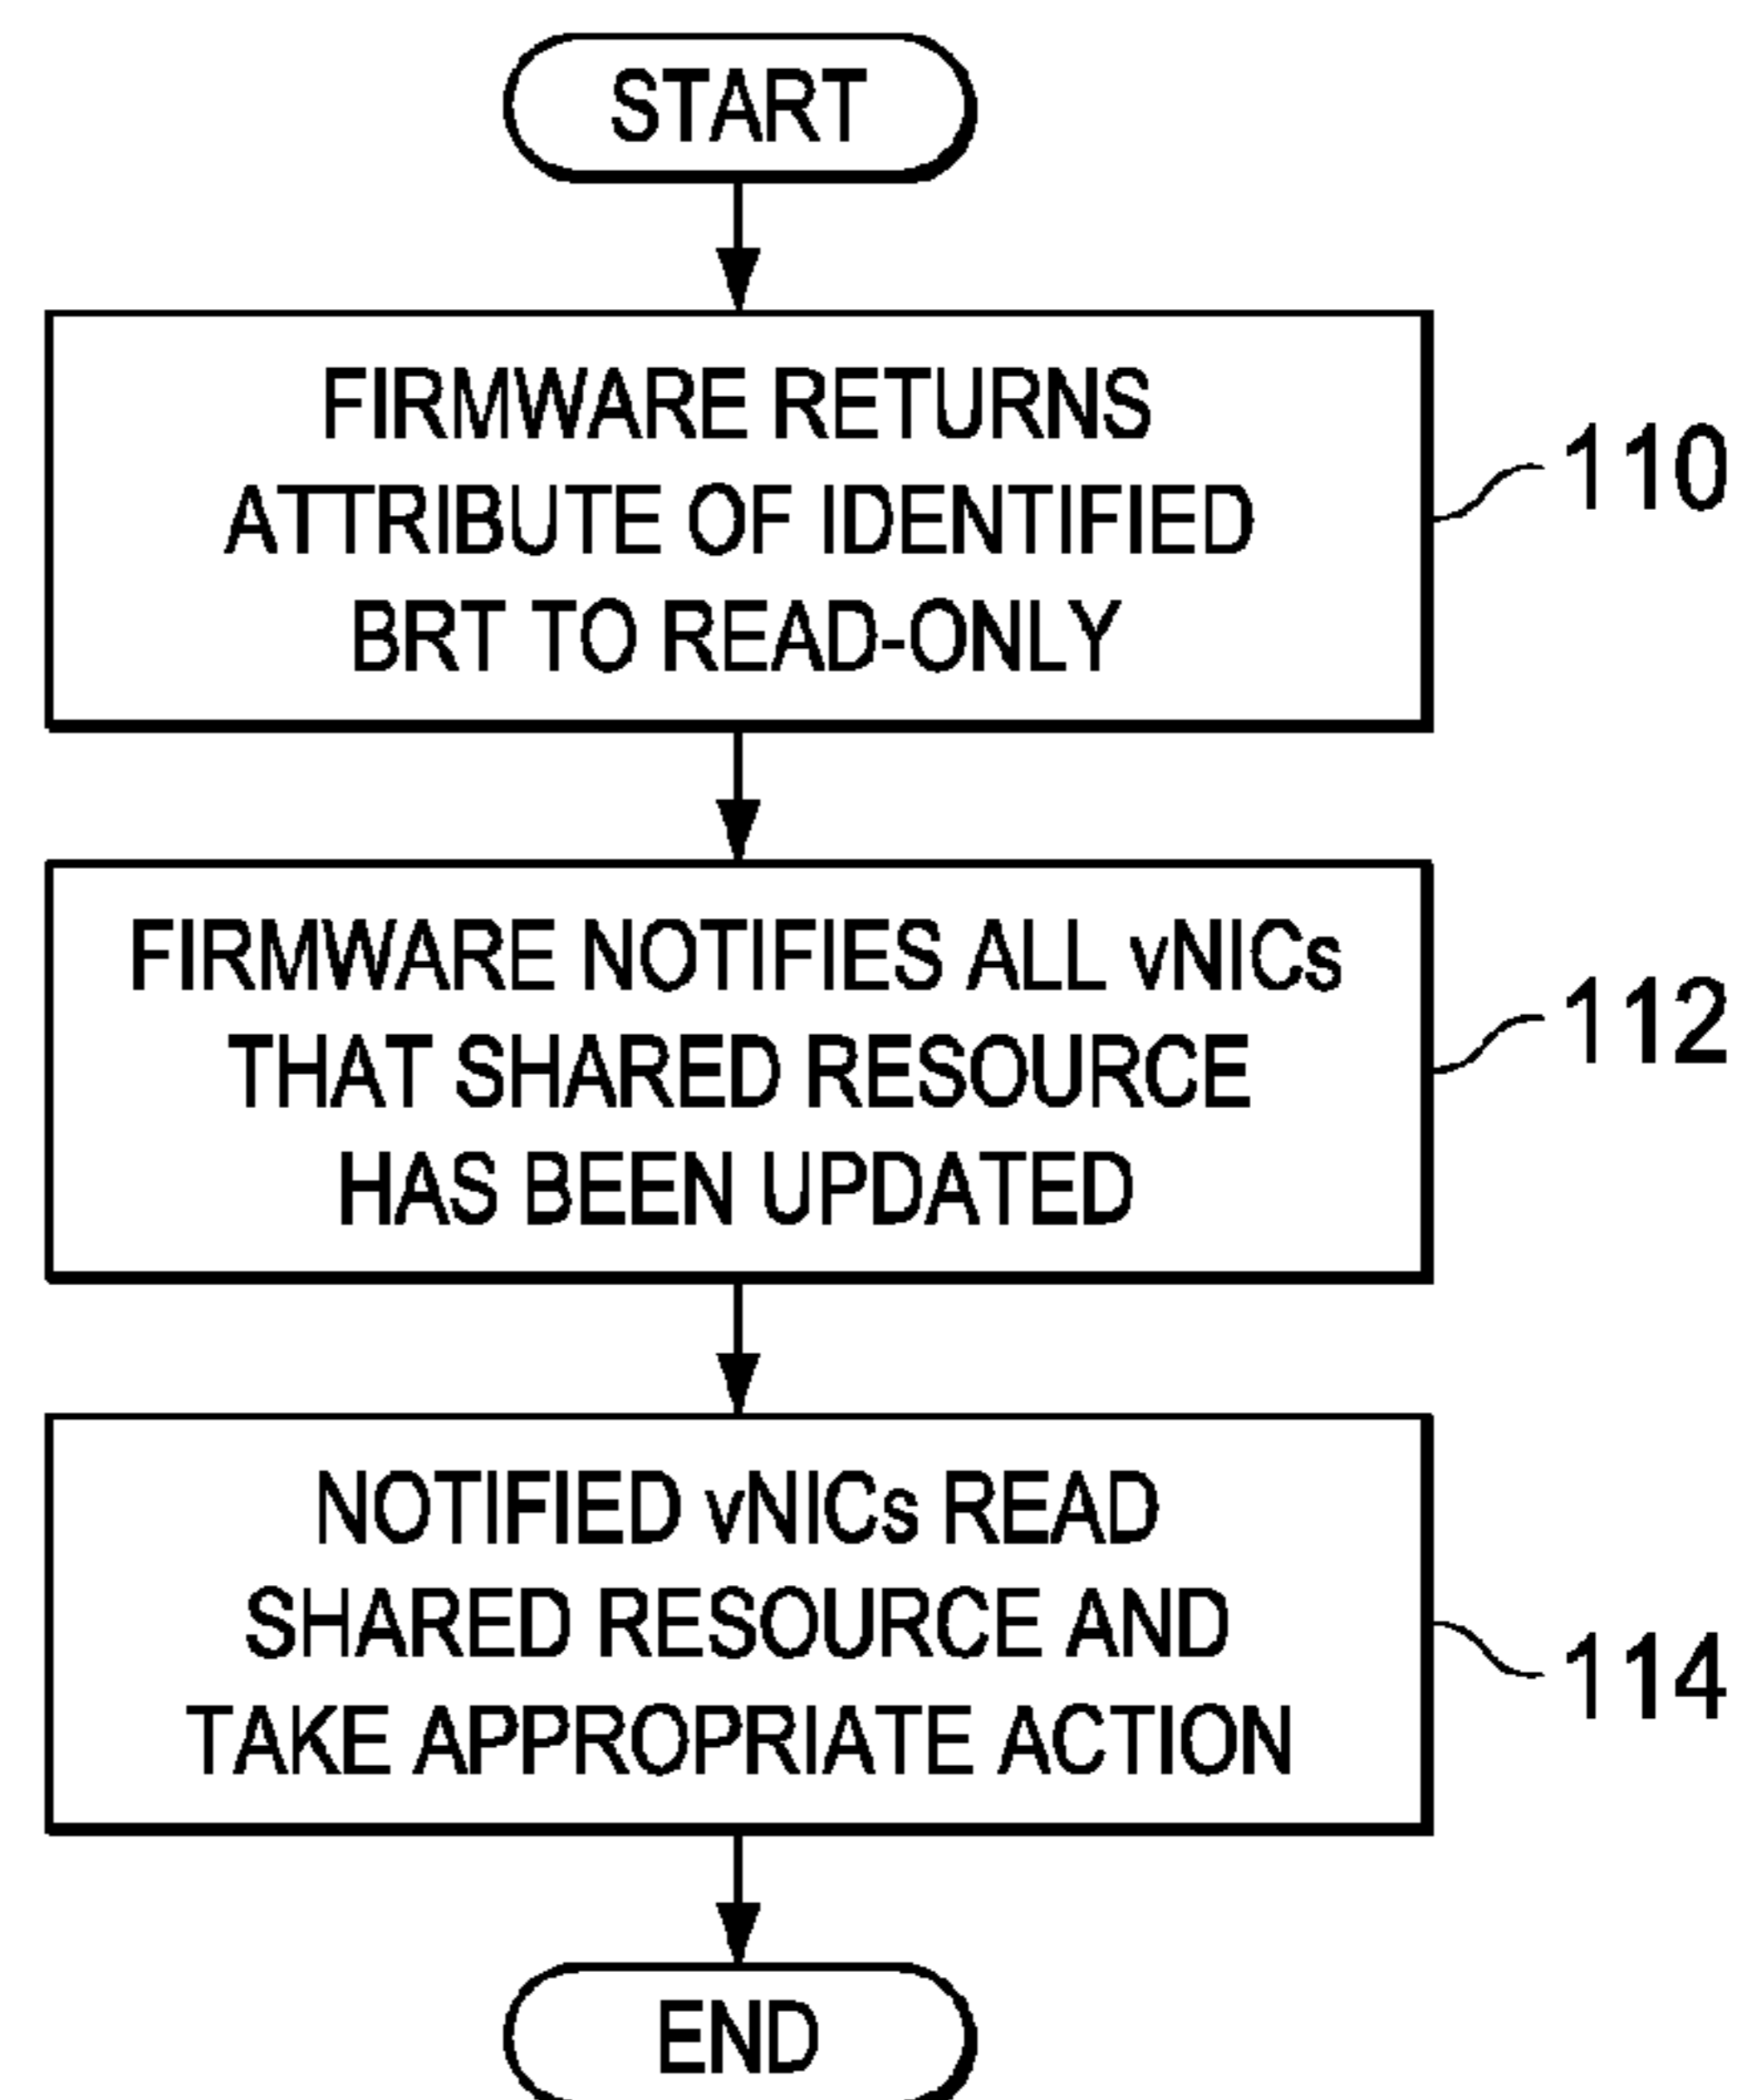 START
FIRMWARE RETURNS
ATTRIBUTE OF IDENTIFIED
BRT TO READ-ONLY
110
FIRMWARE NOTIFIES ALL vNICs
THAT SHARED RESOURCE
HAS BEEN UPDATED
112
NOTIFIED vNICs READ
SHARED RESOURCE AND
TAKE APPROPRIATE ACTION
114
END